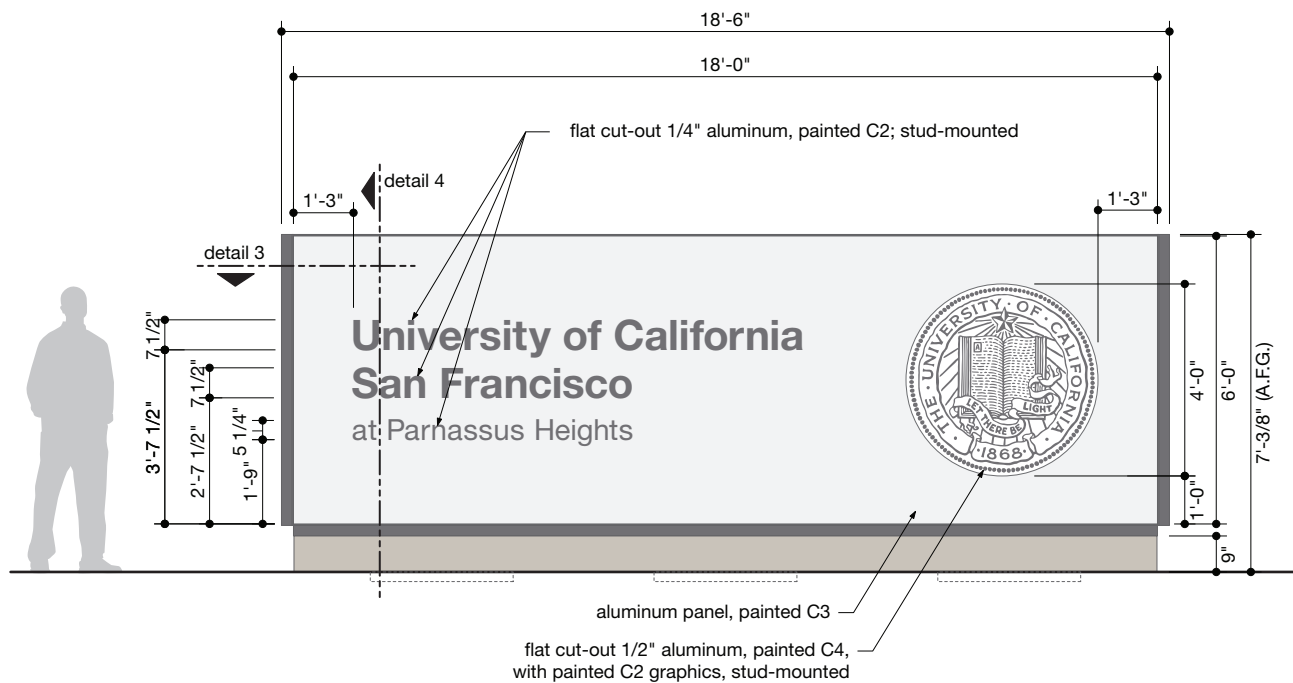 18'-6"
18'-0"
flat cut-out 1/4" aluminum, painted C2; stud-mounted
detail 4
1'-3"
1'-3"
detail 3
University of California
San Francisco
at Parnassus Heights
THE · UNIVERSITY · OF · CALIFORNIA ·
A
LET THERE BE
LIGHT
·1868·
7 1/2"
3'-7 1/2"
7 1/2"
2'-7 1/2"
5 1/4"
1'-9"
4'-0"
1'-0"
6'-0"
9"
7'-3/8" (A.F.G.)
aluminum panel, painted C3
flat cut-out 1/2" aluminum, painted C4,
with painted C2 graphics, stud-mounted